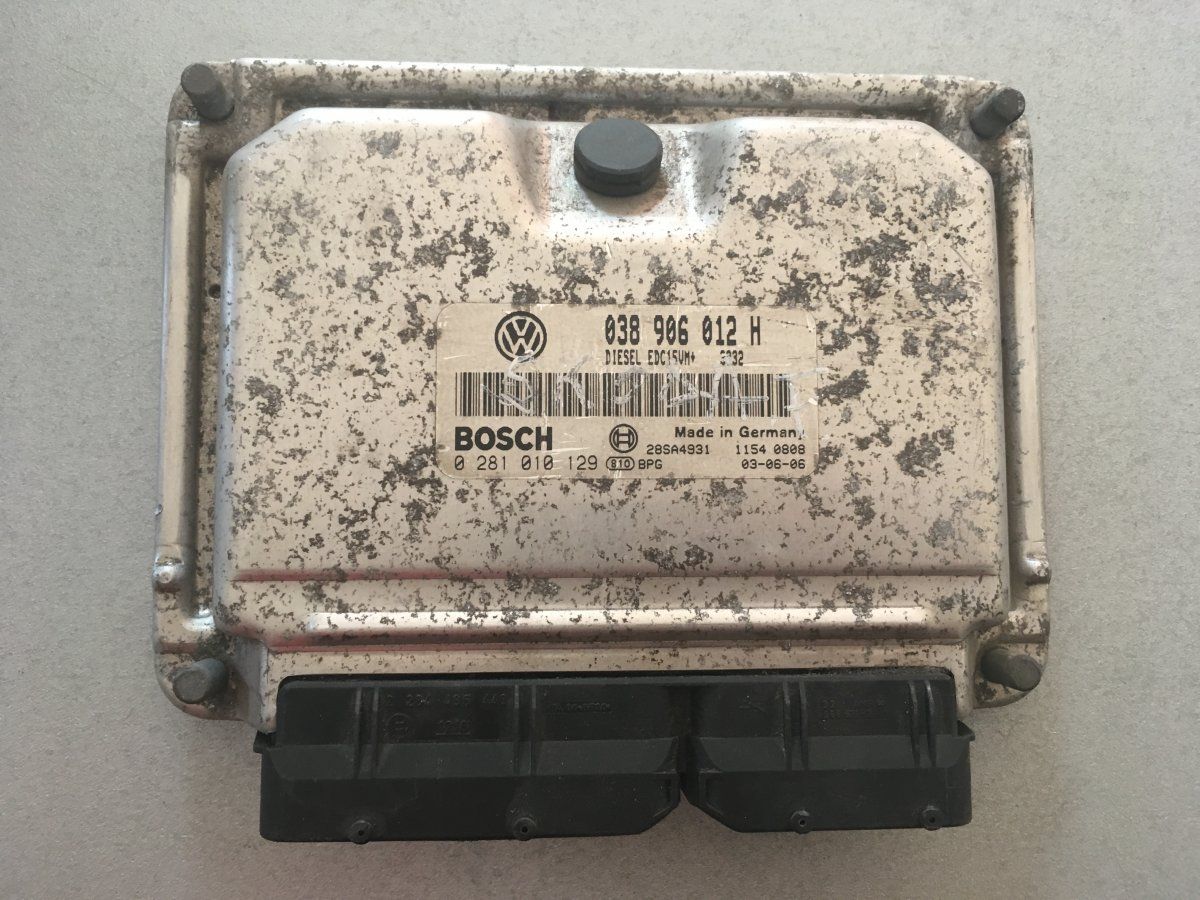 038 906 012 H
DIESEL EDC15VM+
BOSCH
Made in Germany
28SA4931 1154 0808
0 281 010 129 810 BPG 03-06-06